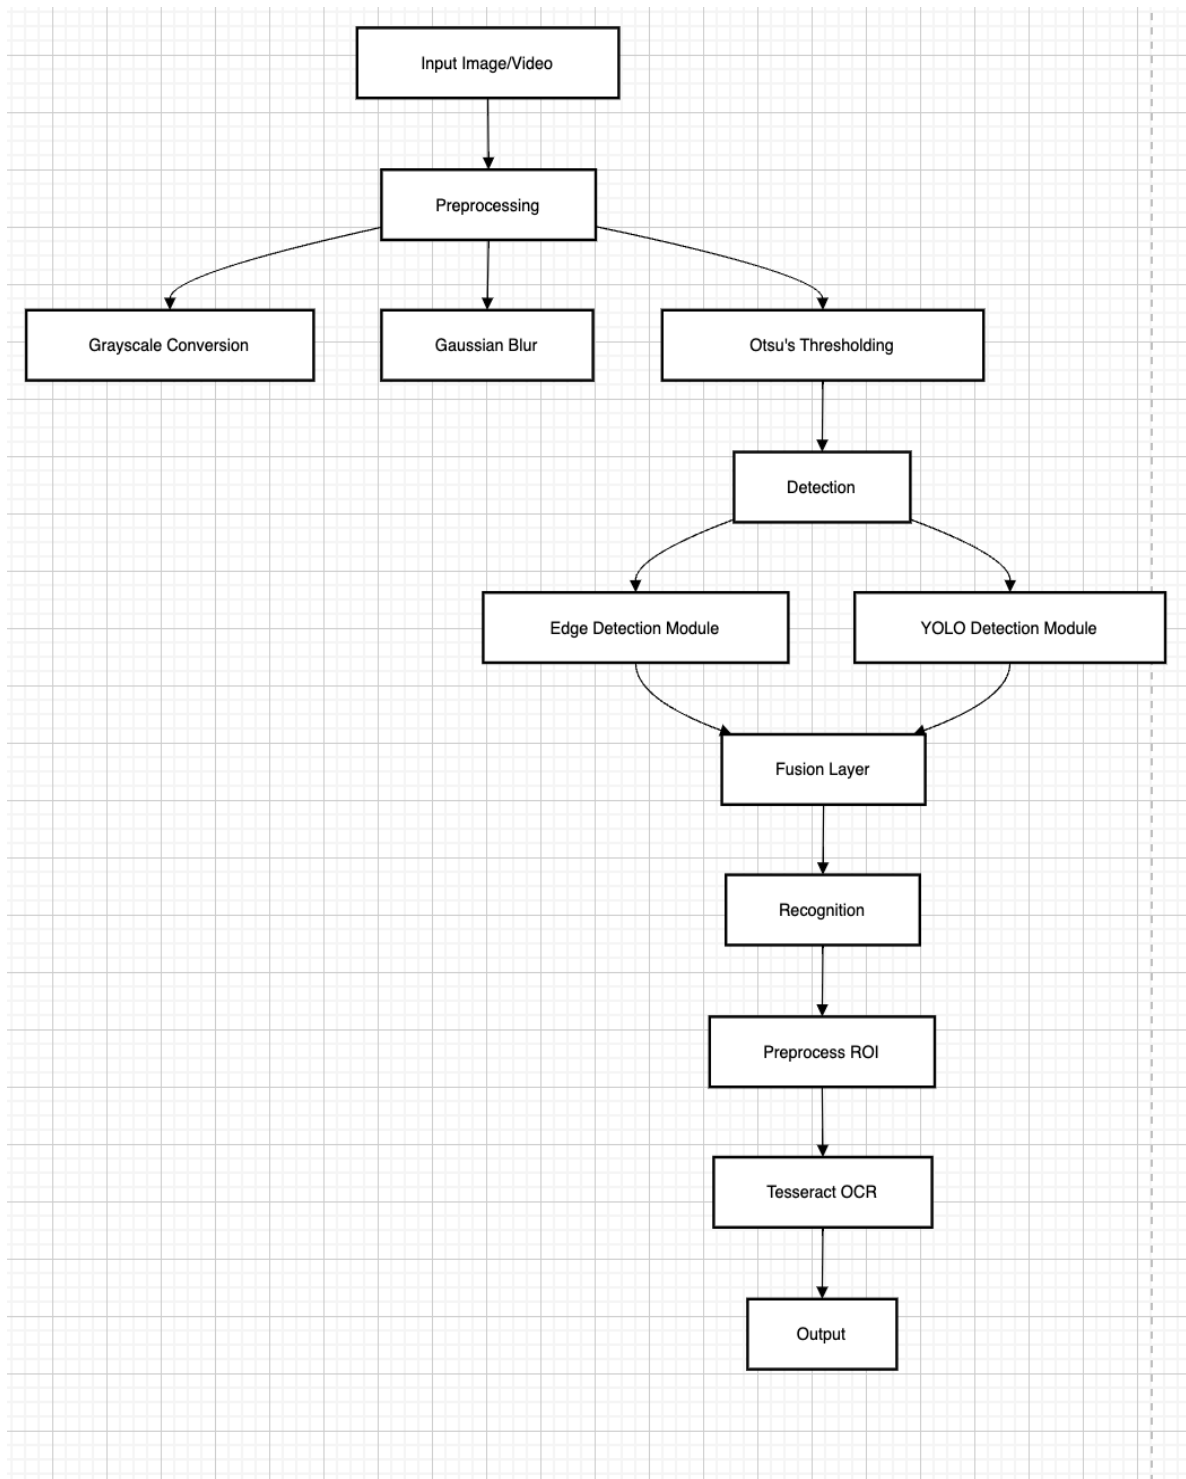 Input Image/Video
Preprocessing
Grayscale Conversion
Gaussian Blur
Otsu's Thresholding
Detection
Edge Detection Module
YOLO Detection Module
Fusion Layer
Recognition
Preprocess ROI
Tesseract OCR
Output